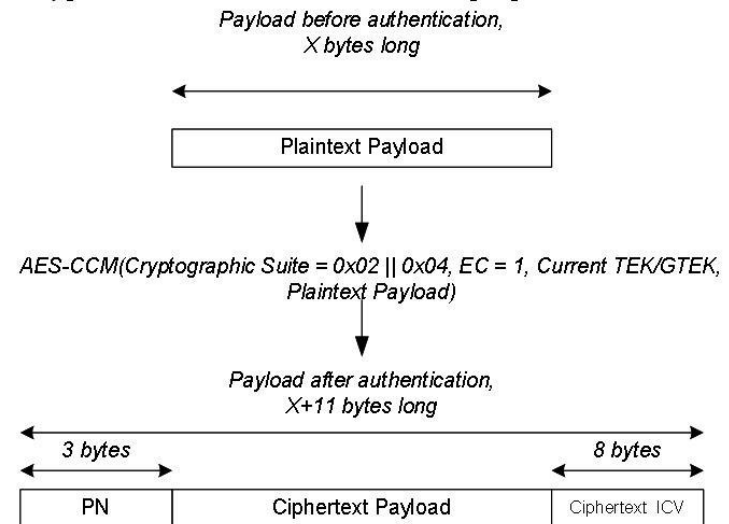 Payload before authentication,
X bytes long
Plaintext Payload
AES-CCM(Cryptographic Suite = 0x02 || 0x04, EC = 1, Current TEK/GTEK,
Plaintext Payload)
Payload after authentication,
X+11 bytes long
3 bytes
8 bytes
PN
Ciphertext Payload
Ciphertext ICV